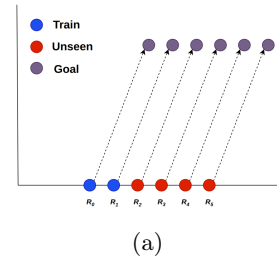 Train
Unseen
Goal
R₀ R₁ R₂ R₃ R₄ R₅
(a)